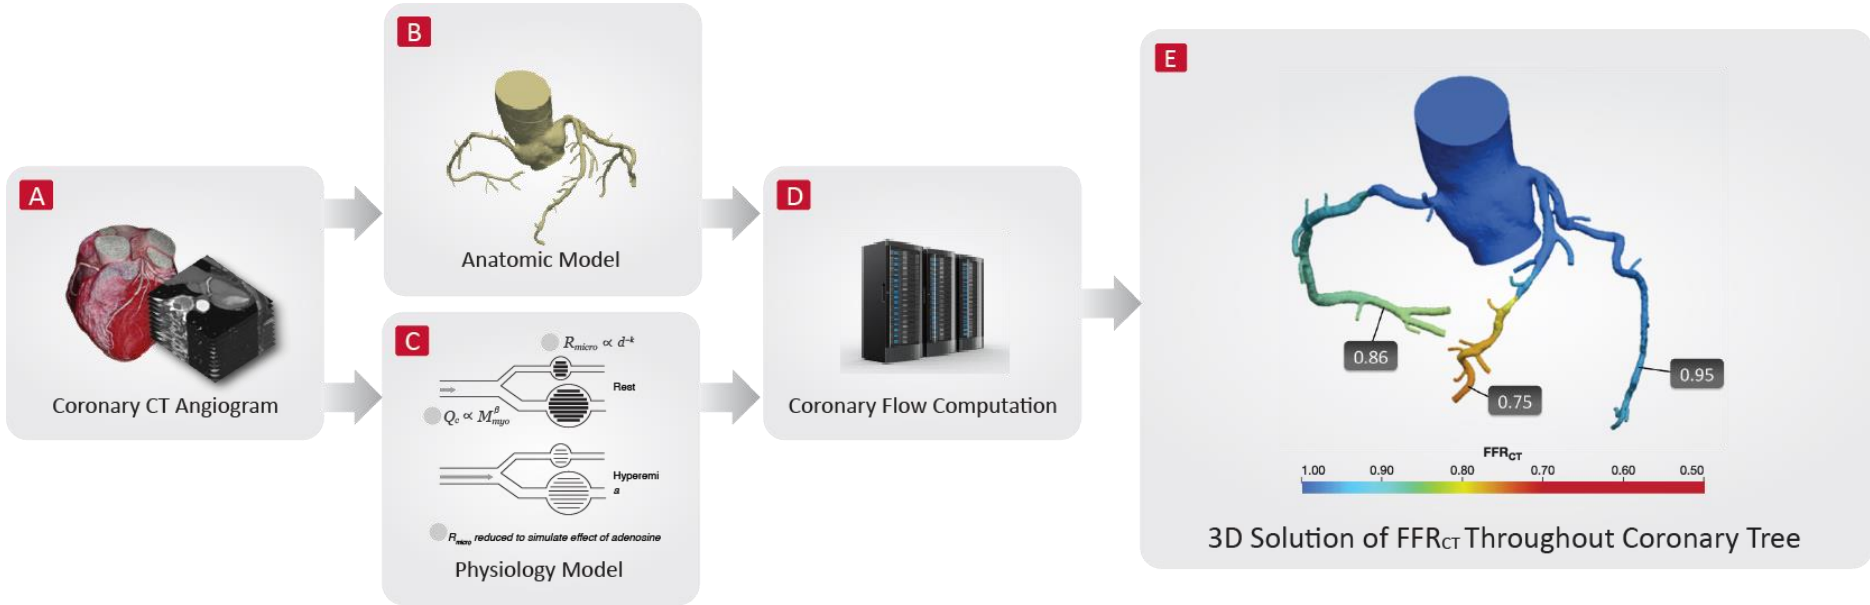 A
Coronary CT Angiogram
B
Anatomic Model
C
R_micro ∝ d^-k
Rest
Q_c ∝ M_myo^β
Hyperemi
a
R_micro reduced to simulate effect of adenosine
Physiology Model
D
Coronary Flow Computation
E
0.86
0.75
0.95
FFR_CT
1.00 0.90 0.80 0.70 0.60 0.50
3D Solution of FFR_CT Throughout Coronary Tree